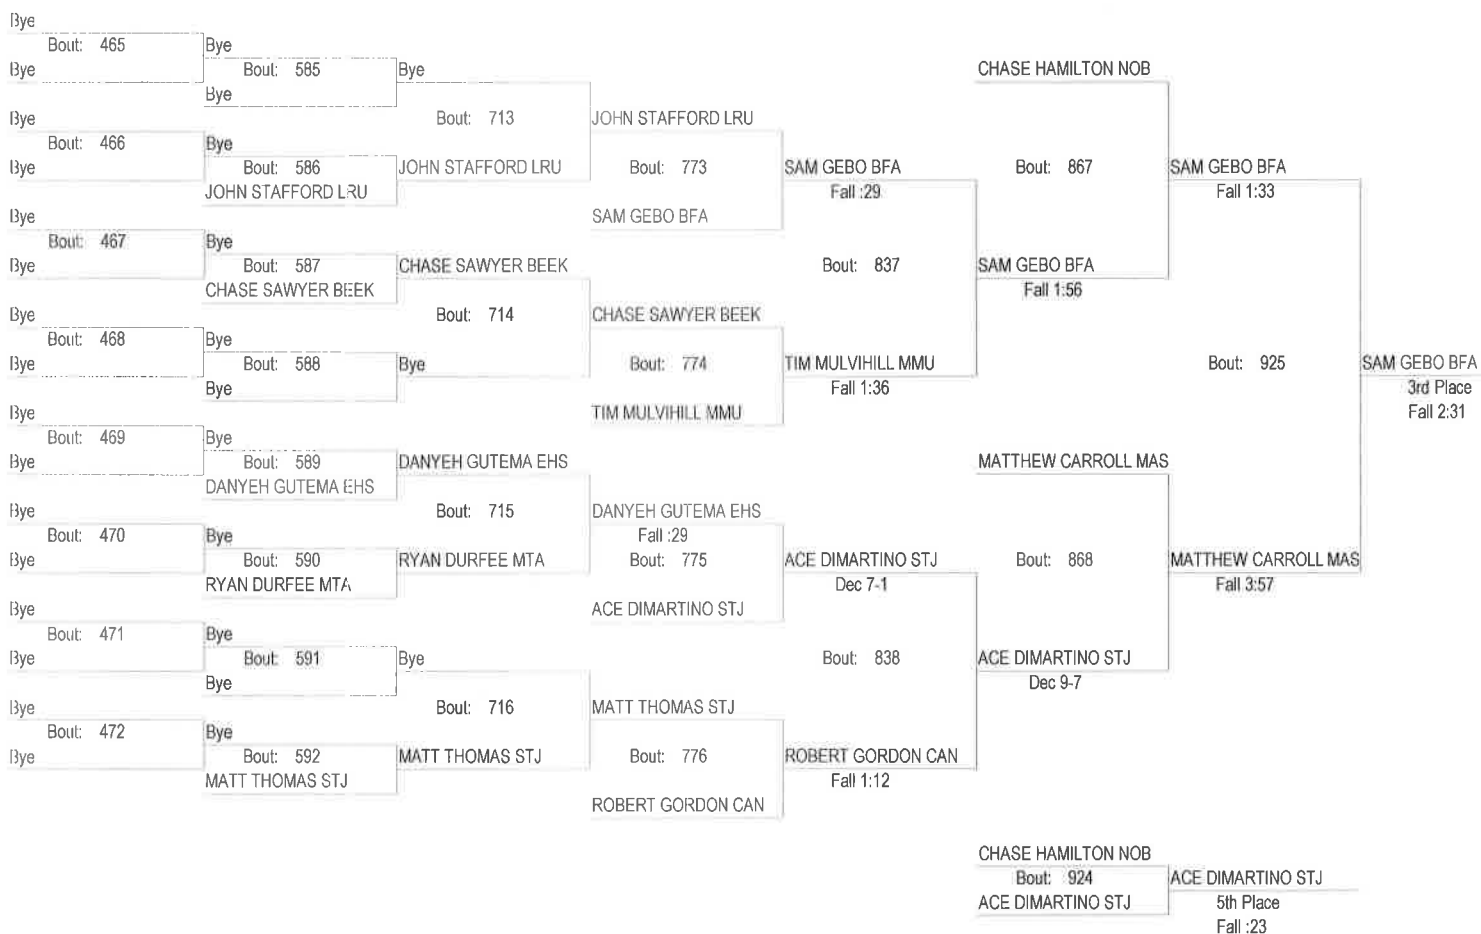 Bye
Bout: 465
Bye
Bye
Bout: 585
Bye
Bye
CHASE HAMILTON NOB
Bye
Bout: 713
JOHN STAFFORD LRU
Bout: 466
Bye
Bye
Bout: 586
JOHN STAFFORD LRU
Bout: 773
SAM GEBO BFA
Bout: 867
SAM GEBO BFA
JOHN STAFFORD LRU
Fall :29
Fall 1:33
Bye
SAM GEBO BFA
Bout: 467
Bye
Bye
Bout: 587
CHASE SAWYER BEEK
Bout: 837
SAM GEBO BFA
CHASE SAWYER BEEK
Fall 1:56
Bye
Bout: 714
CHASE SAWYER BEEK
Bout: 468
Bye
Bye
Bout: 588
Bye
Bout: 774
TIM MULVIHILL MMU
Bout: 925
SAM GEBO BFA
Bye
Fall 1:36
3rd Place
Bye
TIM MULVIHILL MMU
Fall 2:31
Bout: 469
Bye
Bye
Bout: 589
DANYEH GUTEMA EHS
MATTHEW CARROLL MAS
DANYEH GUTEMA EHS
Bye
Bout: 715
DANYEH GUTEMA EHS
Bout: 470
Bye
Fall :29
Bye
Bout: 590
RYAN DURFEE MTA
Bout: 775
ACE DIMARTINO STJ
Bout: 868
MATTHEW CARROLL MAS
RYAN DURFEE MTA
Dec 7-1
Fall 3:57
Bye
ACE DIMARTINO STJ
Bout: 471
Bye
Bye
Bout: 591
Bye
Bout: 838
ACE DIMARTINO STJ
Bye
Dec 9-7
Bye
Bout: 716
MATT THOMAS STJ
Bout: 472
Bye
Bye
Bout: 592
MATT THOMAS STJ
Bout: 776
ROBERT GORDON CAN
MATT THOMAS STJ
Fall 1:12
ROBERT GORDON CAN
CHASE HAMILTON NOB
Bout: 924
ACE DIMARTINO STJ
ACE DIMARTINO STJ
5th Place
Fall :23